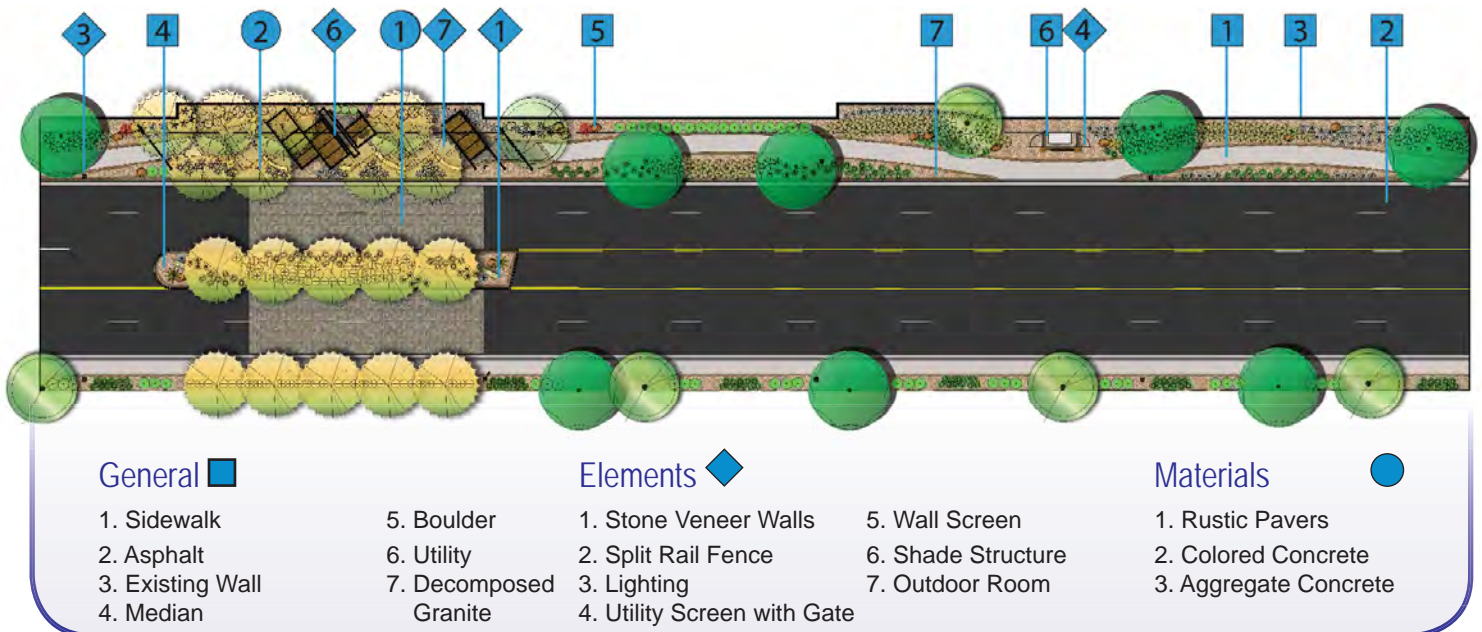 3 4 2 6 1 7 1 5 7 6 4 1 3 2
General
1. Sidewalk
2. Asphalt
3. Existing Wall
4. Median
5. Boulder
6. Utility
7. Decomposed
Granite
Elements
1. Stone Veneer Walls
2. Split Rail Fence
3. Lighting
4. Utility Screen with Gate
5. Wall Screen
6. Shade Structure
7. Outdoor Room
Materials
1. Rustic Pavers
2. Colored Concrete
3. Aggregate Concrete